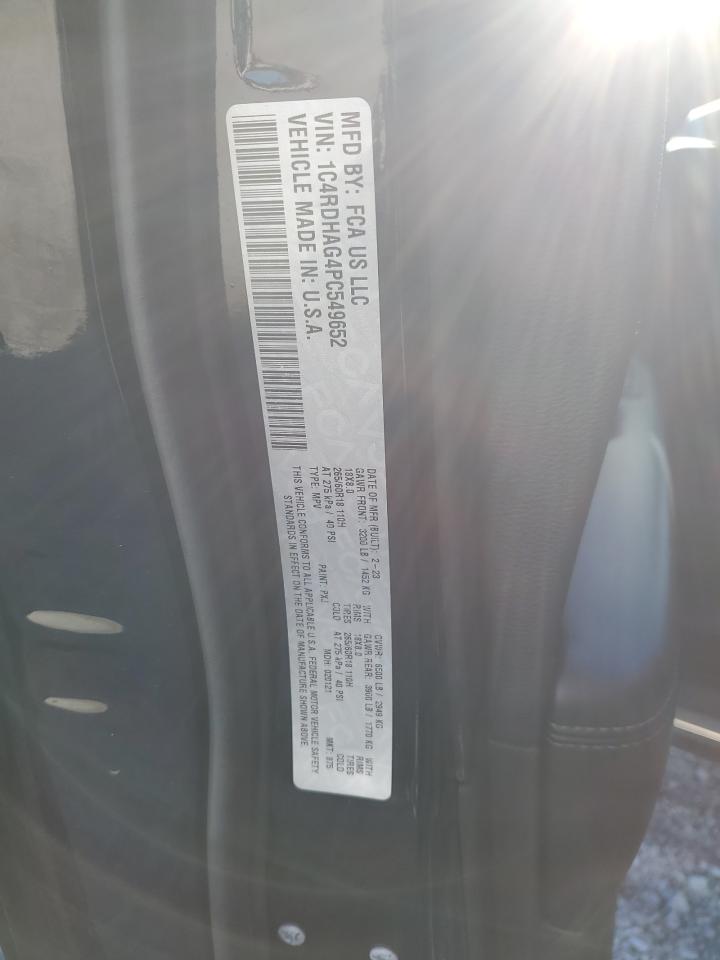 MFD BY: FCA US LLC
VIN: 1C4RDHAG4PC549652
VEHICLE MADE IN: U.S.A.
DATE OF MFR (BUILT): 2-23 GVWR: 6500 LB / 2949 KG
GAWR FRONT: 3200 LB / 1452 KG WITH GAWR REAR: 3900 LB / 1770 KG WITH
18X8.0 RIMS 18X8.0 RIMS
265/60R18 110H TIRES 265/60R18 110H TIRES
AT 275 kPa / 40 PSI COLD AT 275 kPa / 40 PSI COLD
TYPE: MPV PAINT: PXJ MDH: 020121 MKT: 875
THIS VEHICLE CONFORMS TO ALL APPLICABLE U.S.A. FEDERAL MOTOR VEHICLE SAFETY
STANDARDS IN EFFECT ON THE DATE OF MANUFACTURE SHOWN ABOVE.